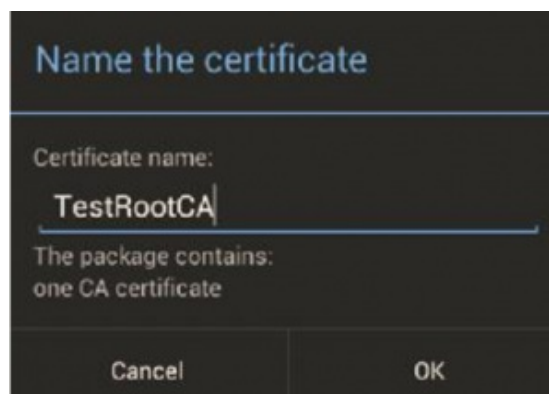 Name the certificate
Certificate name:
TestRootCA
The package contains:
one CA certificate
Cancel
OK